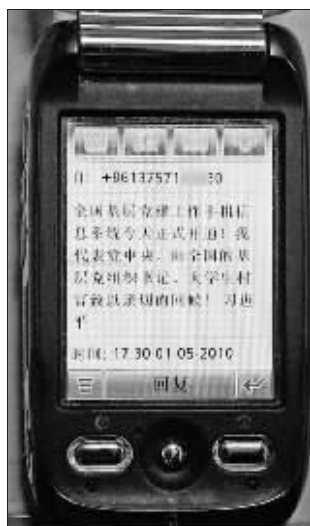 自: +86137571 30
全国基层党建工作手机信
息系统今天正式开通！我
代表党中央，向全国的基
层党组织书记、大学生村
官致以亲切的问候！习近
平
时间: 17:30 01-05-2010
回复